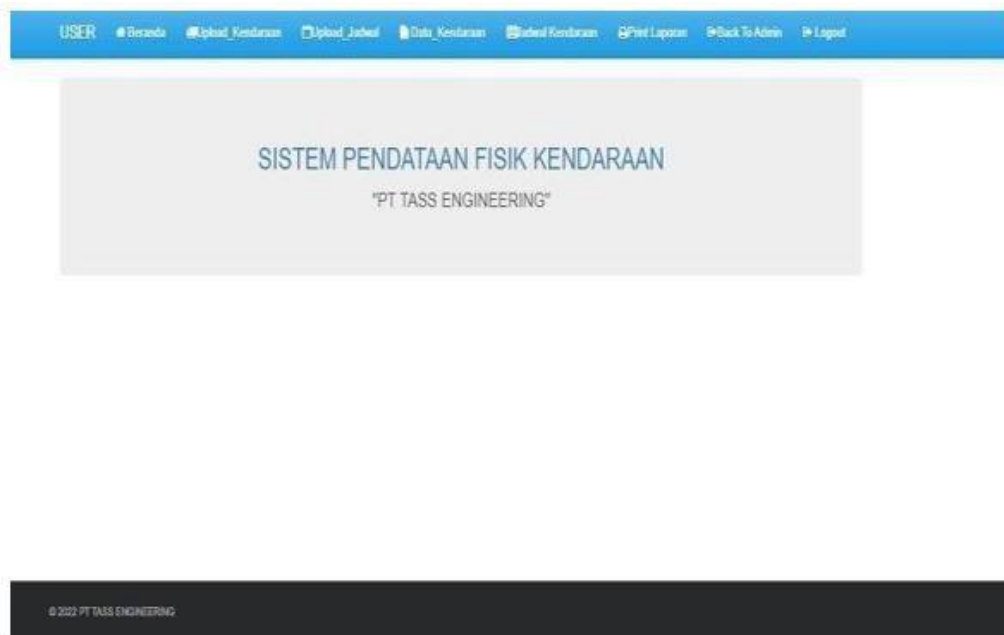 USER Beranda Upload_Kendaraan Upload_Jadwal Data_Kendaraan Jadwal Kendaraan Print Laporan Back To Admin Logout
SISTEM PENDATAAN FISIK KENDARAAN
"PT TASS ENGINEERING"
© 2022 PT TASS ENGINEERING